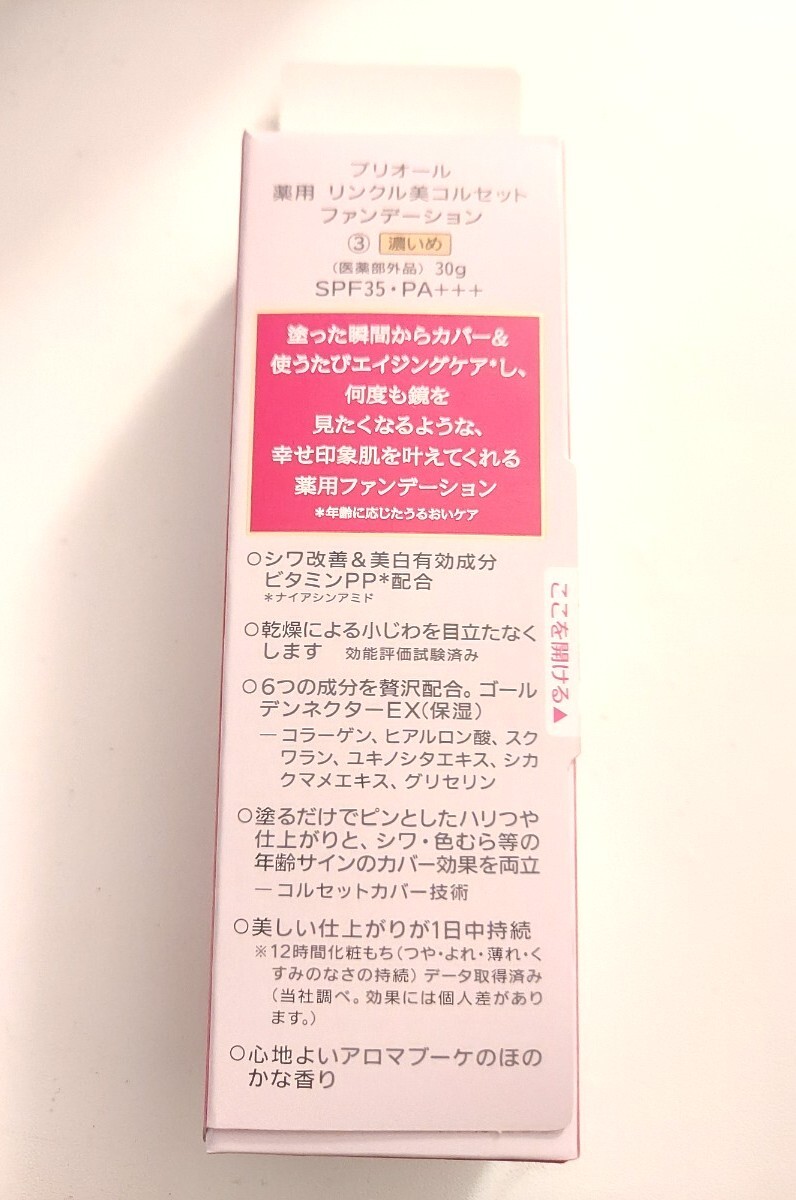 プリオール
薬用 リンクル美コルセット
ファンデーション
③ 濃いめ
（医薬部外品） 30g
SPF35・PA+++
塗った瞬間からカバー&
使うたびエイジングケア*し、
何度も鏡を
見たくなるような、
幸せ印象肌を叶えてくれる
薬用ファンデーション
*年齢に応じたうるおいケア
○シワ改善＆美白有効成分
ビタミンPP*配合
*ナイアシンアミド
○乾燥による小じわを目立たなく
します 効能評価試験済み
○6つの成分を贅沢配合。ゴール
デンネクターEX(保湿)
―コラーゲン、ヒアルロン酸、スク
ワラン、ユキノシタエキス、シカ
クマメエキス、グリセリン
○塗るだけでピンとしたハリつや
仕上がりと、シワ・色むら等の
年齢サインのカバー効果を両立
―コルセットカバー技術
○美しい仕上がりが1日中持続
※12時間化粧もち（つや・よれ・薄れ・く
すみのなさの持続）データ取得済み
（当社調べ。効果には個人差があり
ます。）
○心地よいアロマブーケのほの
かな香り
ここを開ける▲